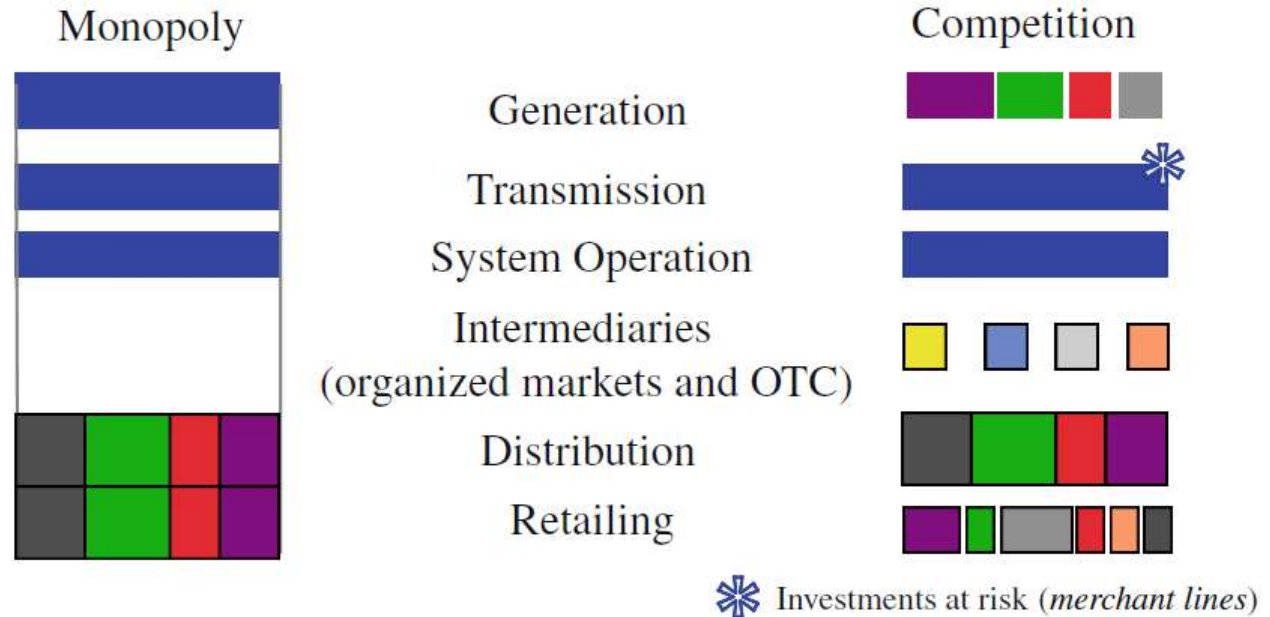 Monopoly
Competition
Generation
Transmission
System Operation
Intermediaries
(organized markets and OTC)
Distribution
Retailing
Investments at risk (merchant lines)